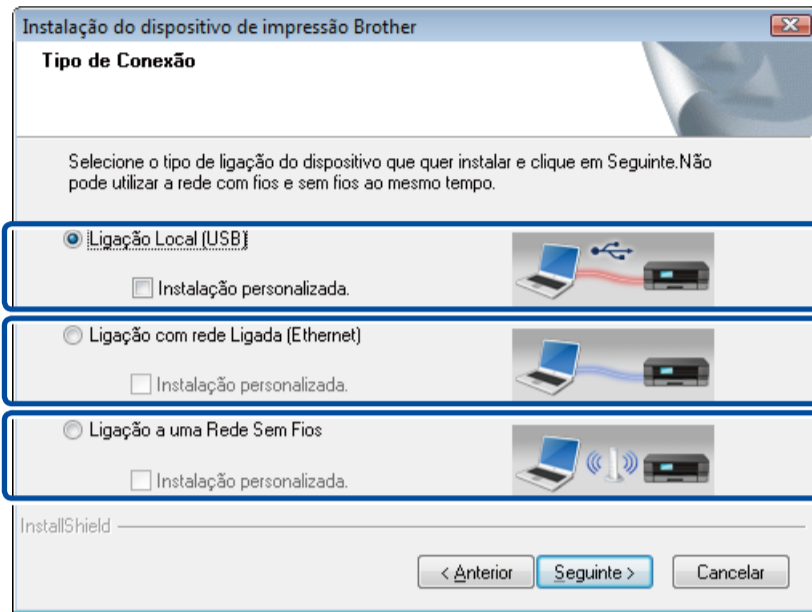 Instalação do dispositivo de impressão Brother
Tipo de Conexão
Selecione o tipo de ligação do dispositivo que quer instalar e clique em Seguinte.Não
pode utilizar a rede com fios e sem fios ao mesmo tempo.
Ligação Local (USB)
Instalação personalizada.
Ligação com rede Ligada (Ethernet)
Instalação personalizada.
Ligação a uma Rede Sem Fios
Instalação personalizada.
InstallShield
< Anterior
Seguinte >
Cancelar